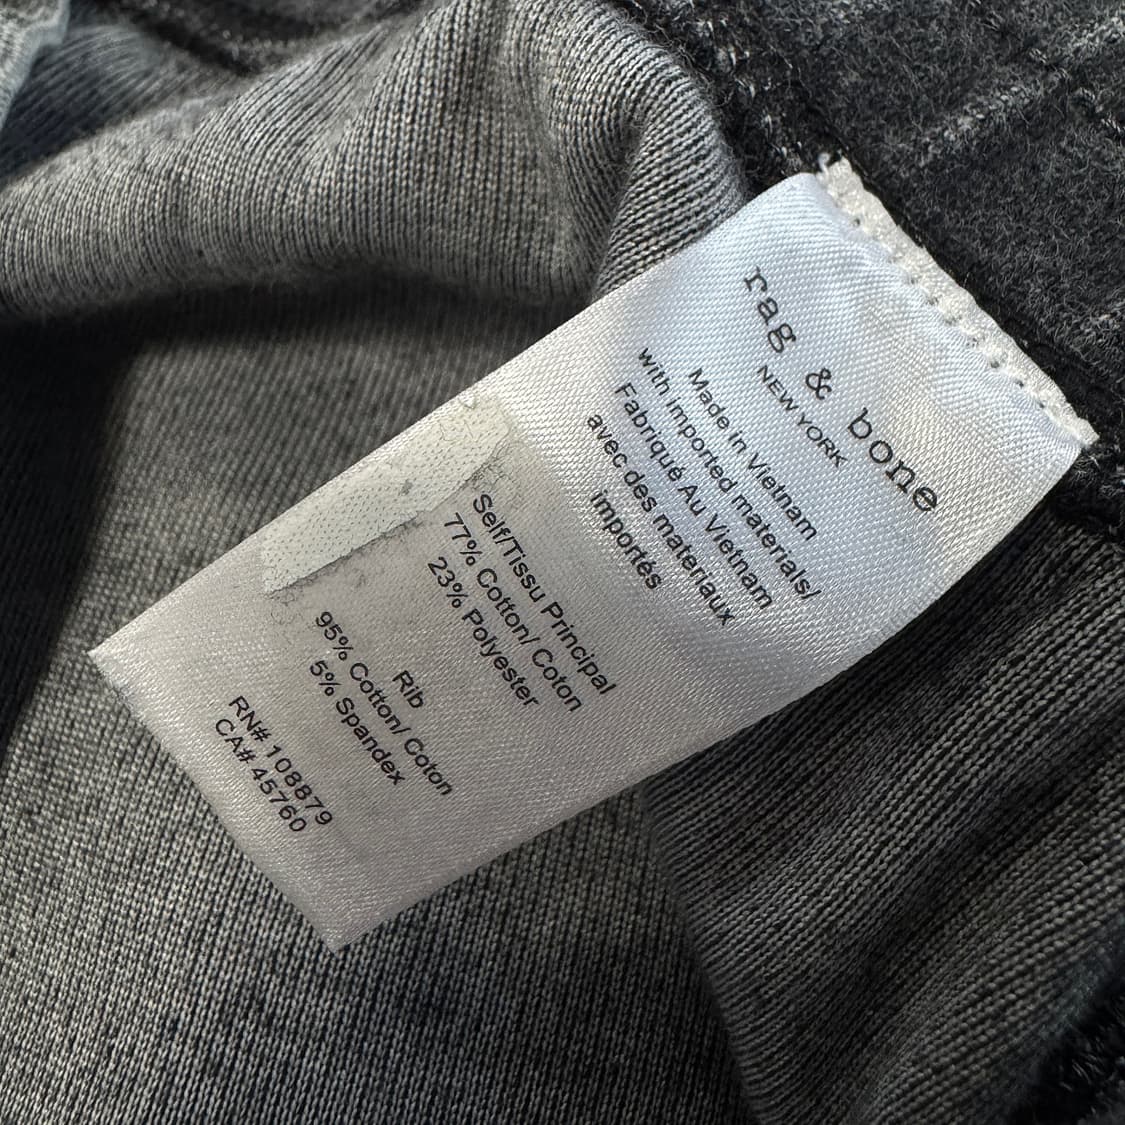 rag & bone
NEW YORK
Made in Vietnam
with imported materials/
Fabriqué Au Vietnam
avec des materiaux
importés
Self/Tissu Principal
77% Cotton/ Coton
23% Polyester
Rib
95% Cotton/ Coton
5% Spandex
RN# 108879
CA# 45760